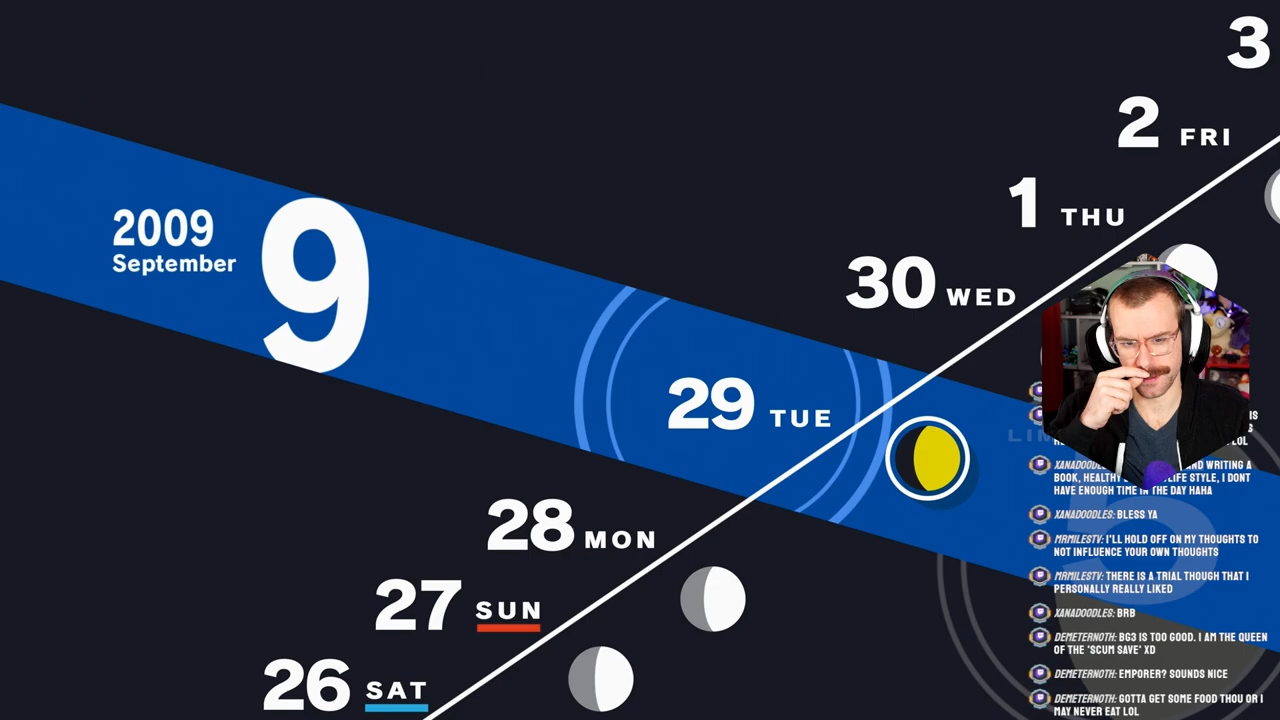 3
2 FRI
1 THU
2009
September
9
30 WED
29 TUE
28 MON
27 SUN
26 SAT
LOL
XANADOODLES: AND WRITING A
BOOK, HEALTHY LIFE STYLE, I DONT
HAVE ENOUGH TIME IN THE DAY HAHA
XANADOODLES: BLESS YA
MRMILESTV: I'LL HOLD OFF ON MY THOUGHTS TO
NOT INFLUENCE YOUR OWN THOUGHTS
MRMILESTV: THERE IS A TRIAL THOUGH THAT I
PERSONALLY REALLY LIKED
XANADOODLES: BRB
DEMETERNOTH: BG3 IS TOO GOOD. I AM THE QUEEN
OF THE 'SCUM SAVE' XD
DEMETERNOTH: EMPORER? SOUNDS NICE
DEMETERNOTH: GOTTA GET SOME FOOD THOU OR I
MAY NEVER EAT LOL